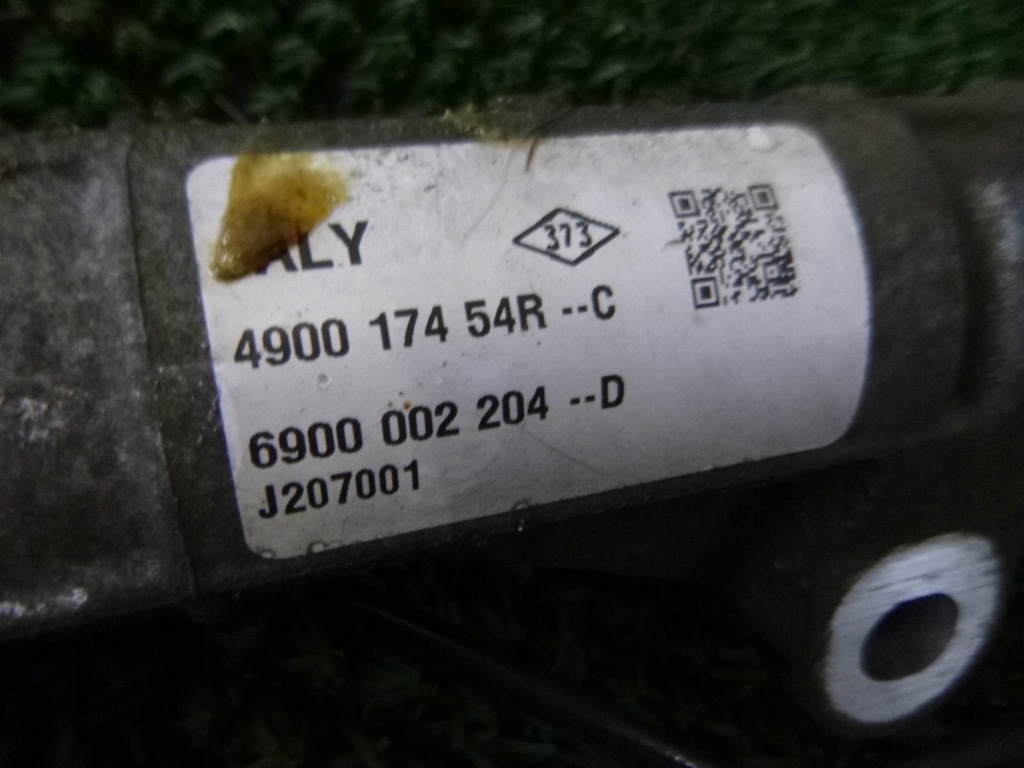 ALY 373
4900 174 54R --C
6900 002 204 --D
J207001